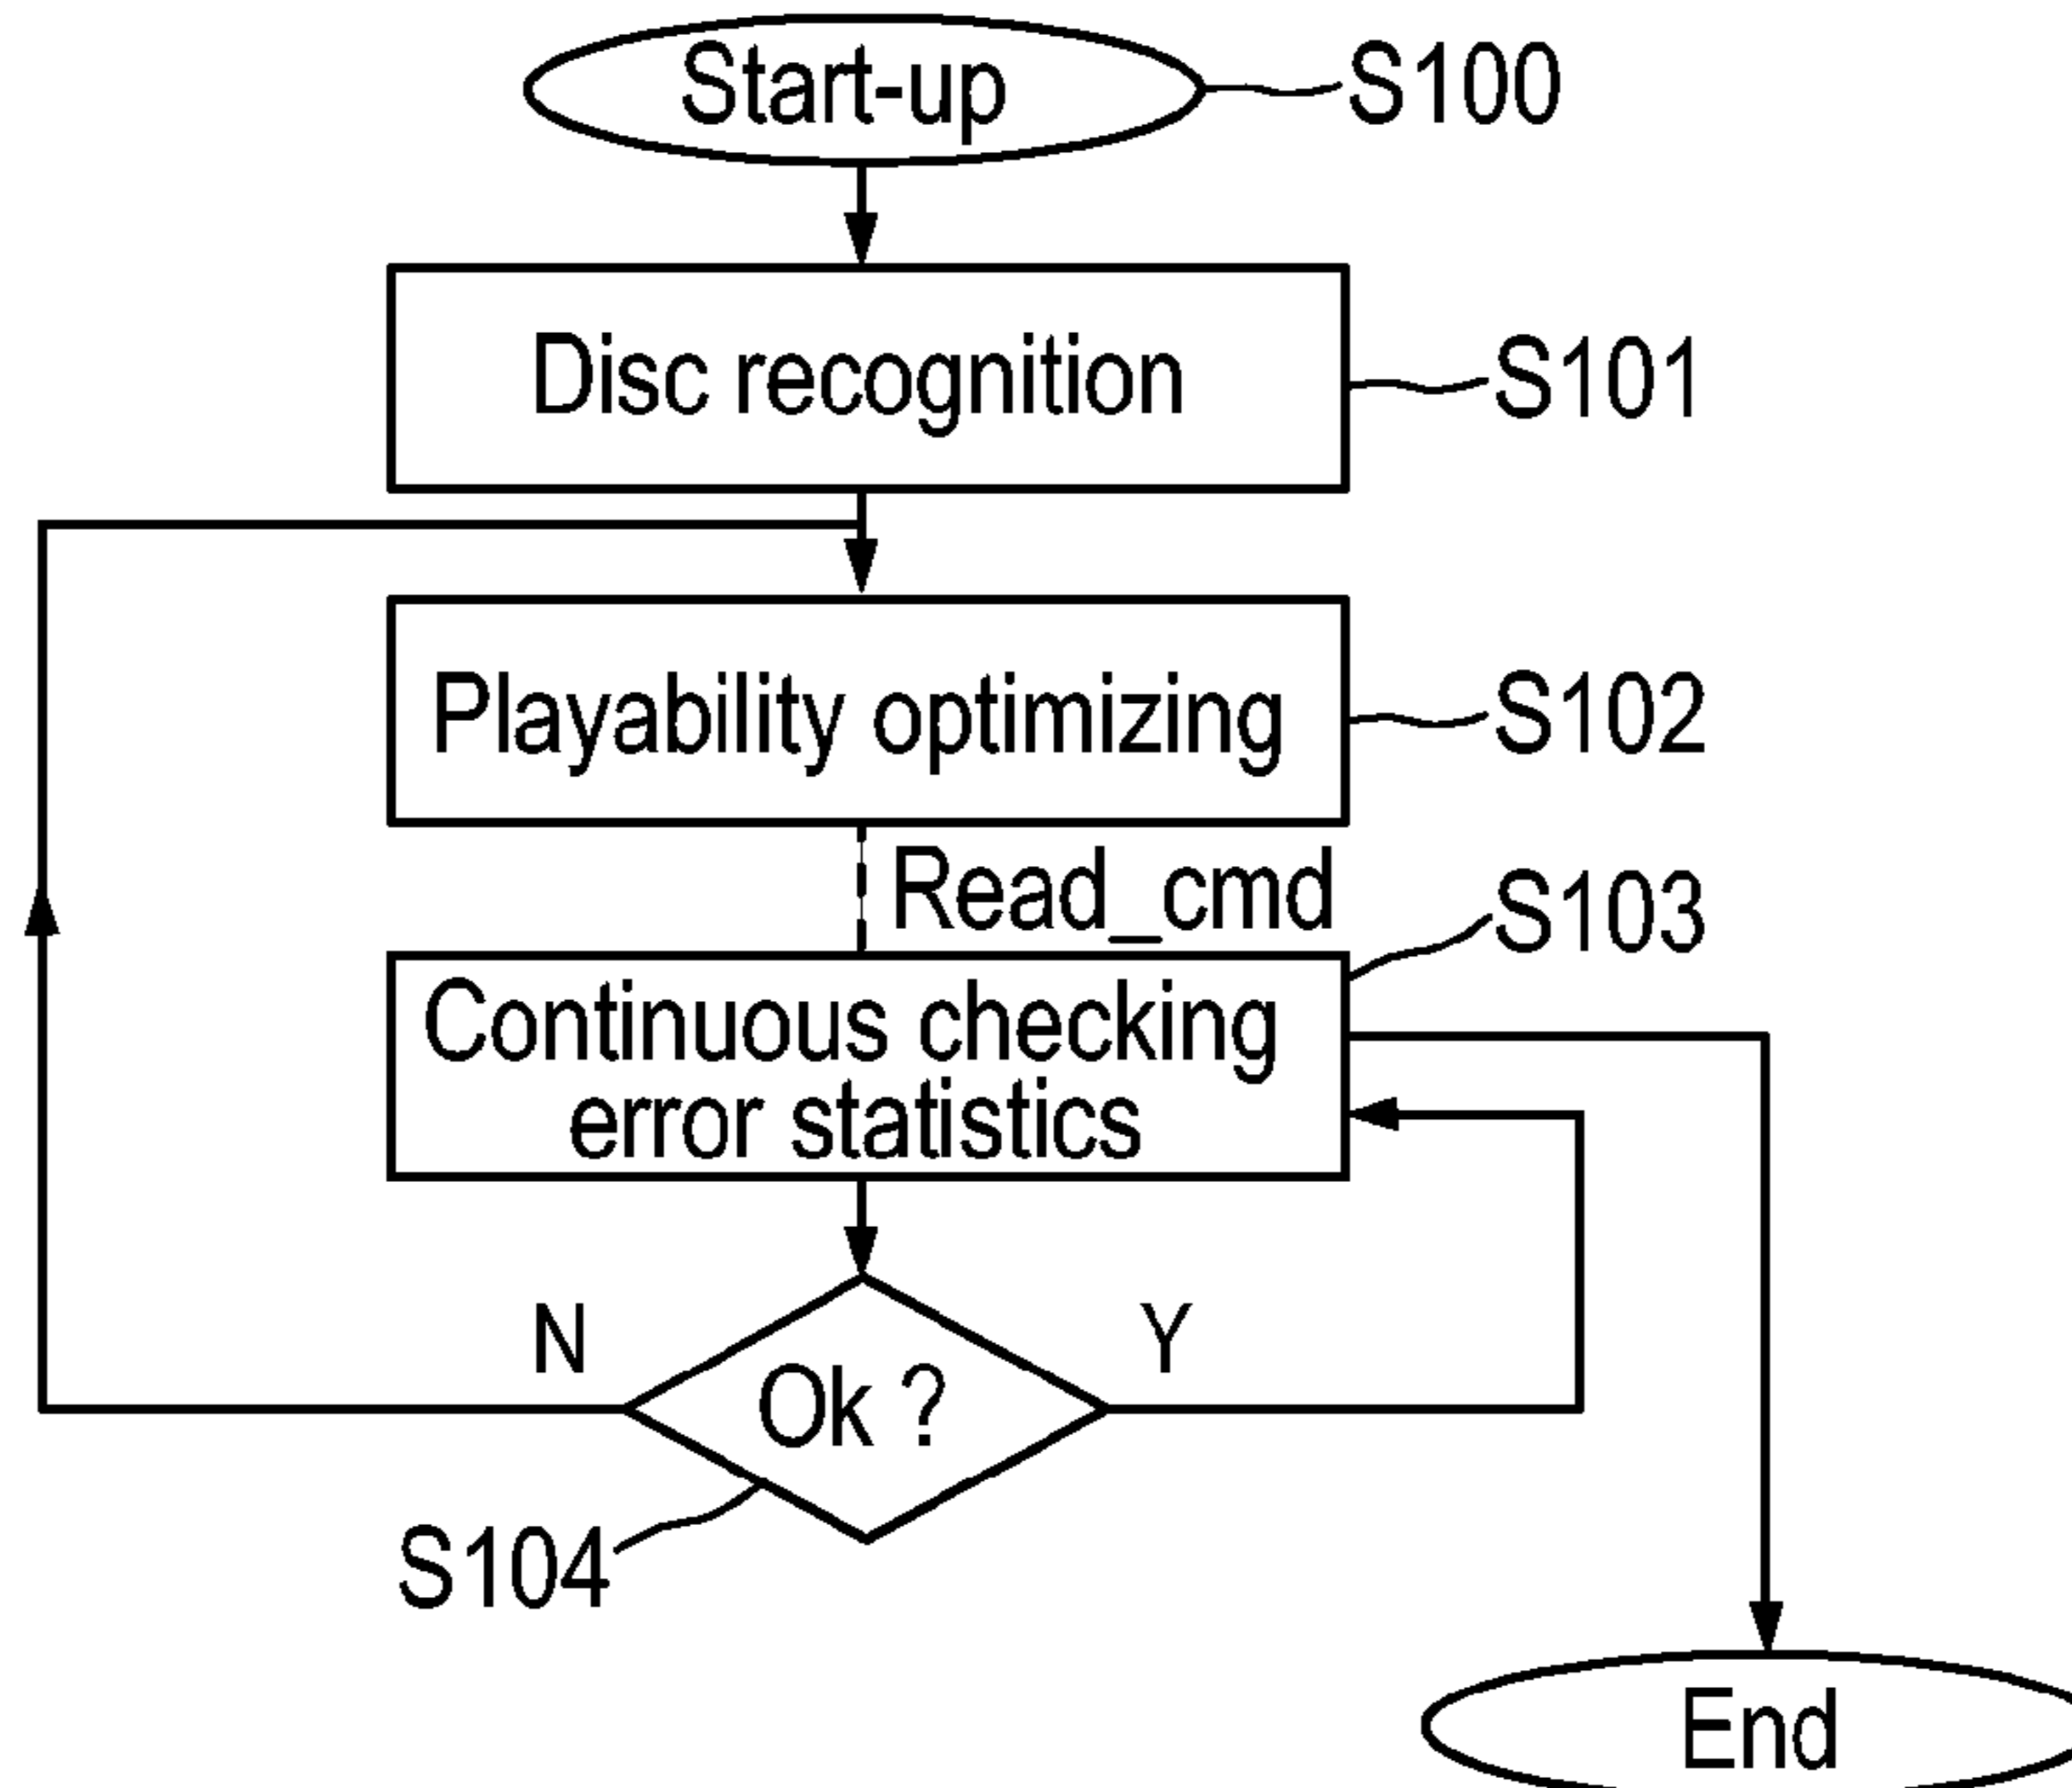 Start-up
S100
Disc recognition
S101
Playability optimizing
S102
Read_cmd
S103
Continuous checking
error statistics
N
Y
Ok ?
S104
End